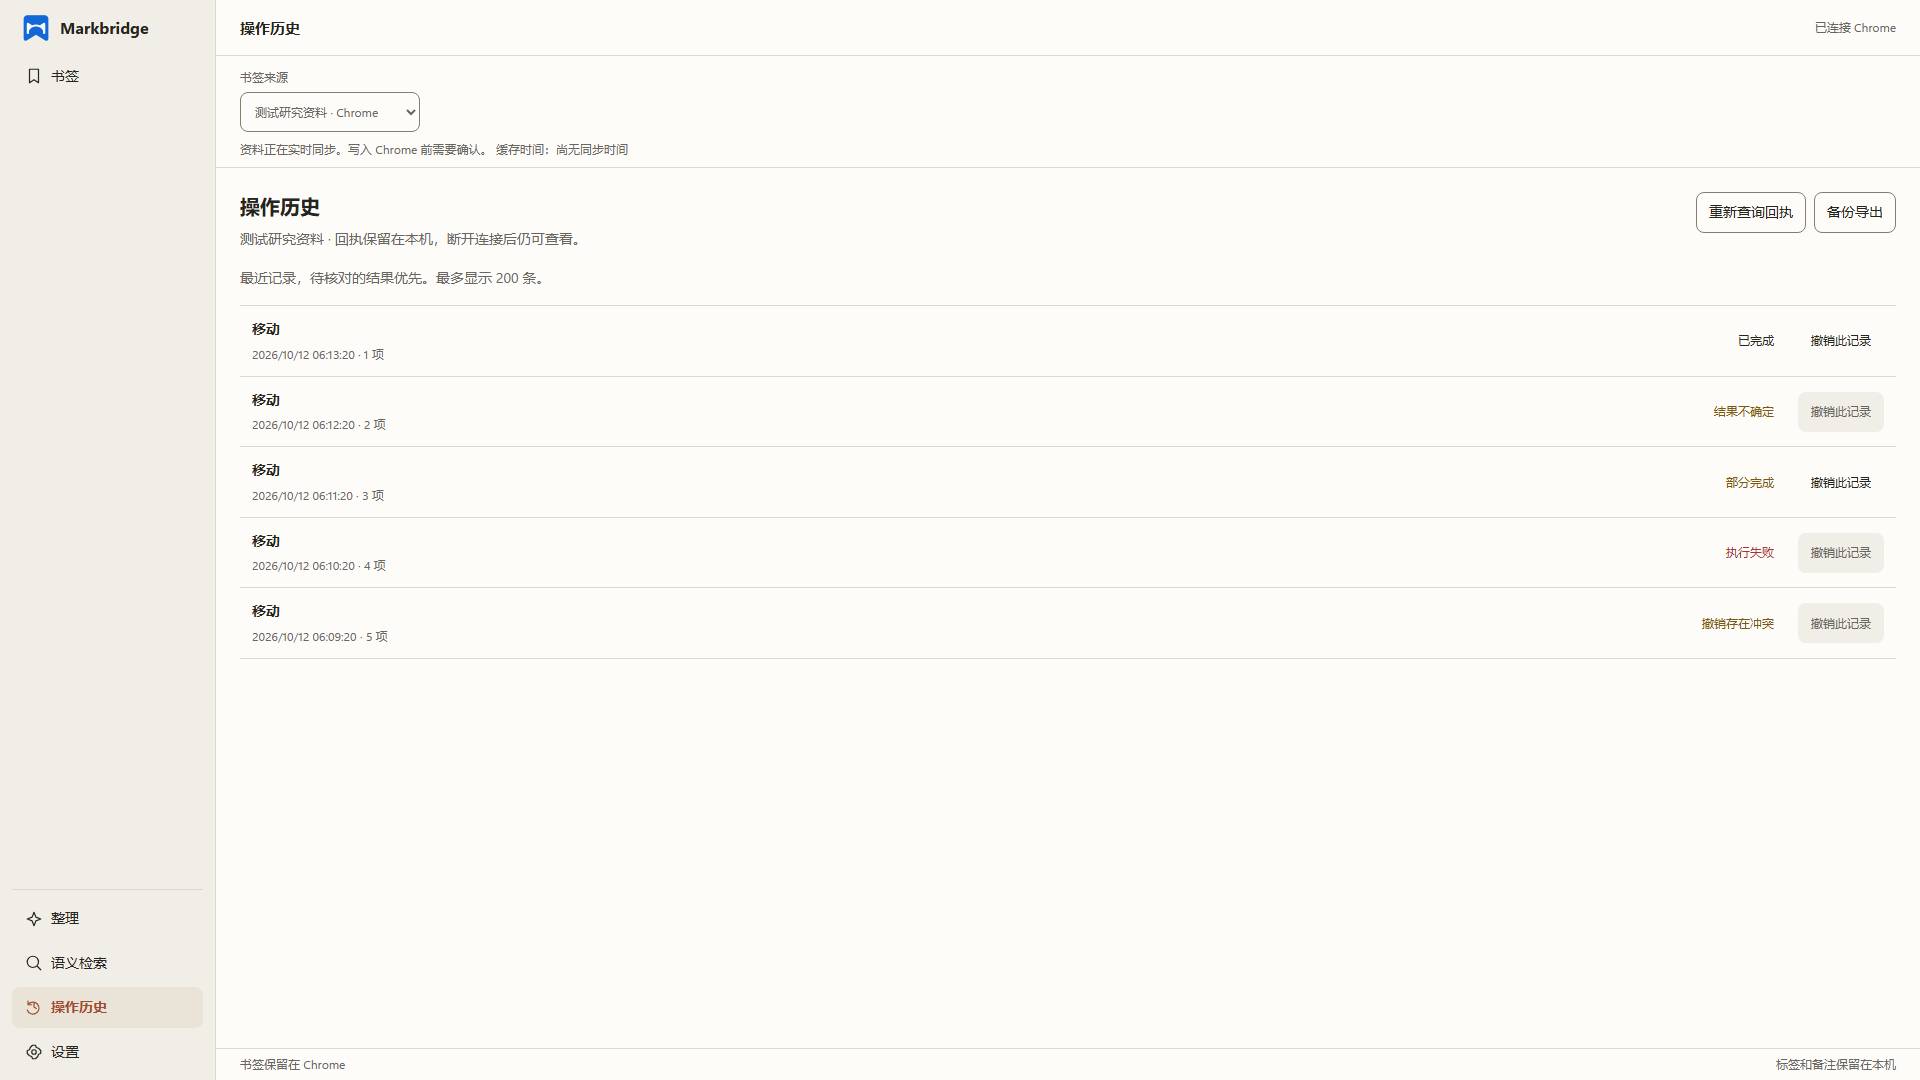 Markbridge
书签
整理
语义检索
操作历史
设置
操作历史
已连接 Chrome
书签来源
测试研究资料 · Chrome
资料正在实时同步。写入 Chrome 前需要确认。 缓存时间：尚无同步时间
操作历史
测试研究资料 · 回执保留在本机，断开连接后仍可查看。
重新查询回执
备份导出
最近记录，待核对的结果优先。最多显示 200 条。
移动
2026/10/12 06:13:20 · 1 项
已完成
撤销此记录
移动
2026/10/12 06:12:20 · 2 项
结果不确定
撤销此记录
移动
2026/10/12 06:11:20 · 3 项
部分完成
撤销此记录
移动
2026/10/12 06:10:20 · 4 项
执行失败
撤销此记录
移动
2026/10/12 06:09:20 · 5 项
撤销存在冲突
撤销此记录
书签保留在 Chrome
标签和备注保留在本机